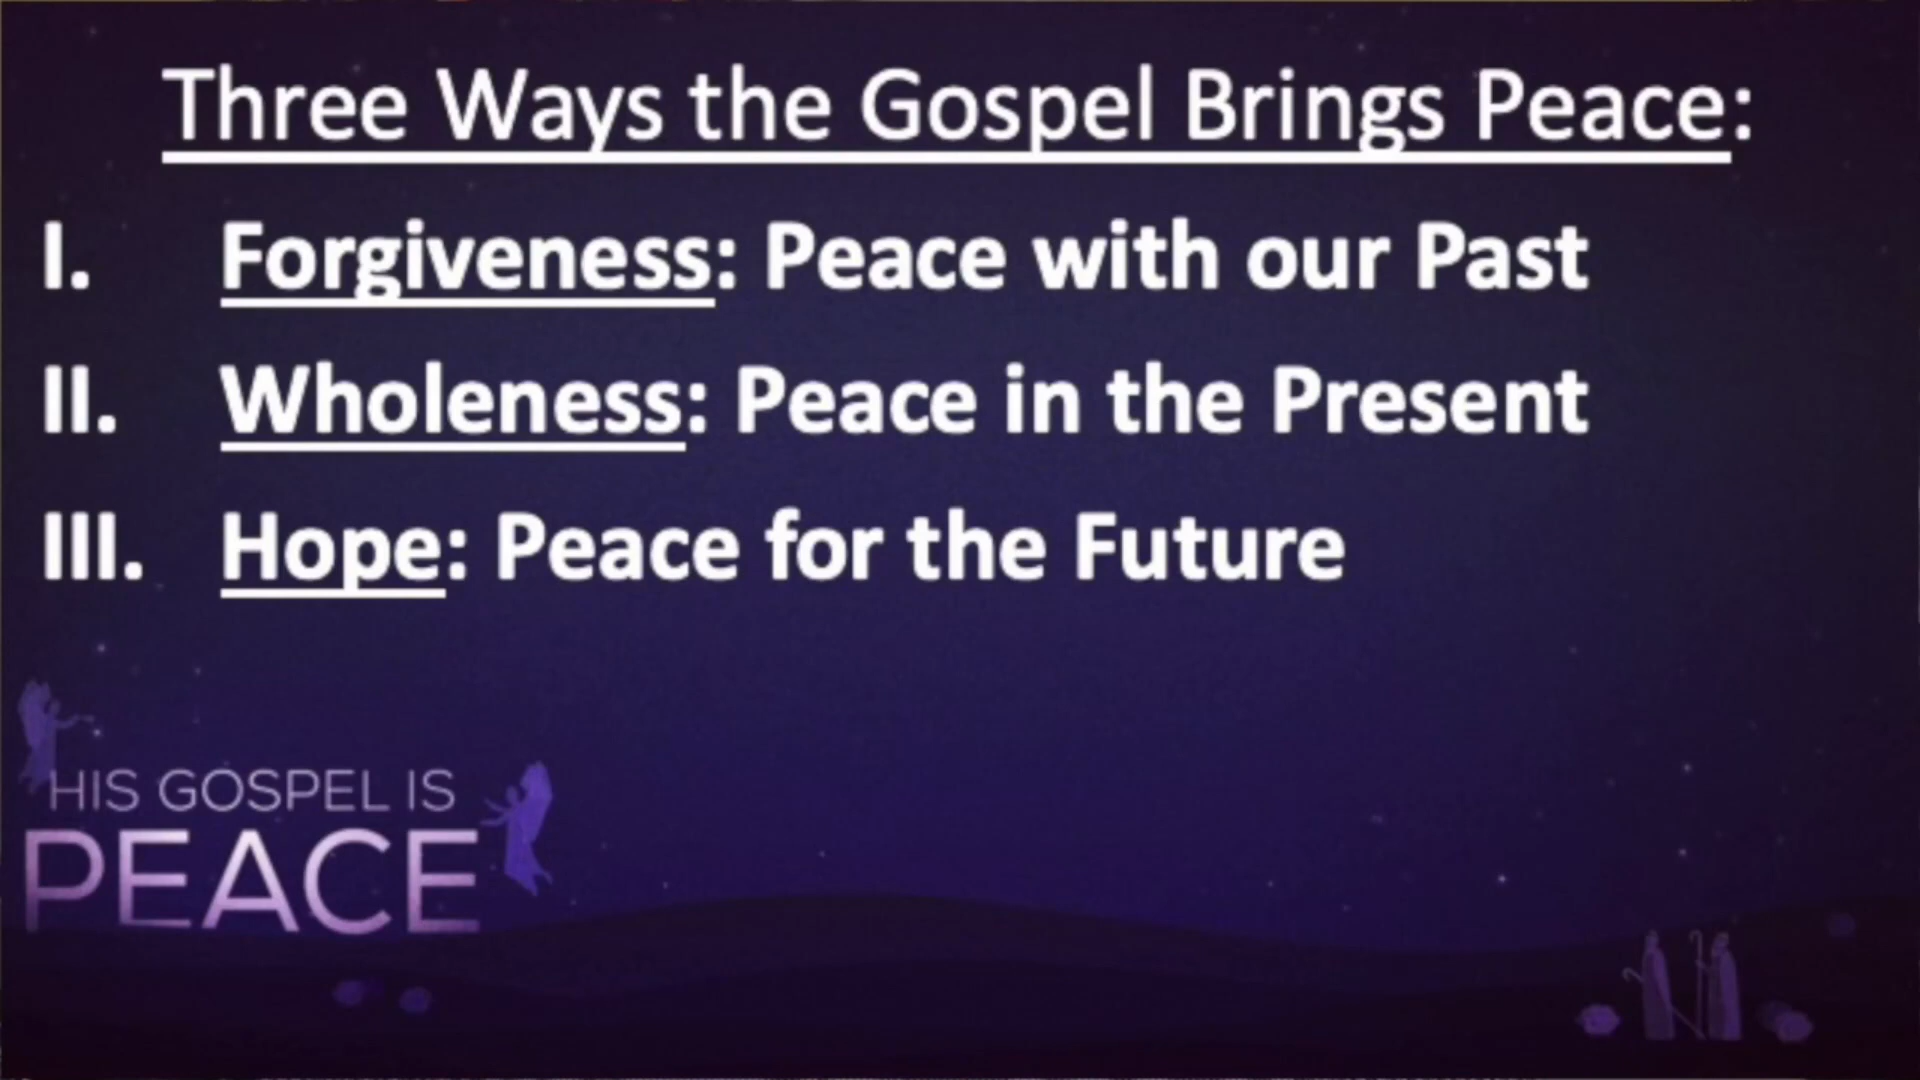 Three Ways the Gospel Brings Peace:
I. Forgiveness: Peace with our Past
II. Wholeness: Peace in the Present
III. Hope: Peace for the Future
HIS GOSPEL IS
PEACE